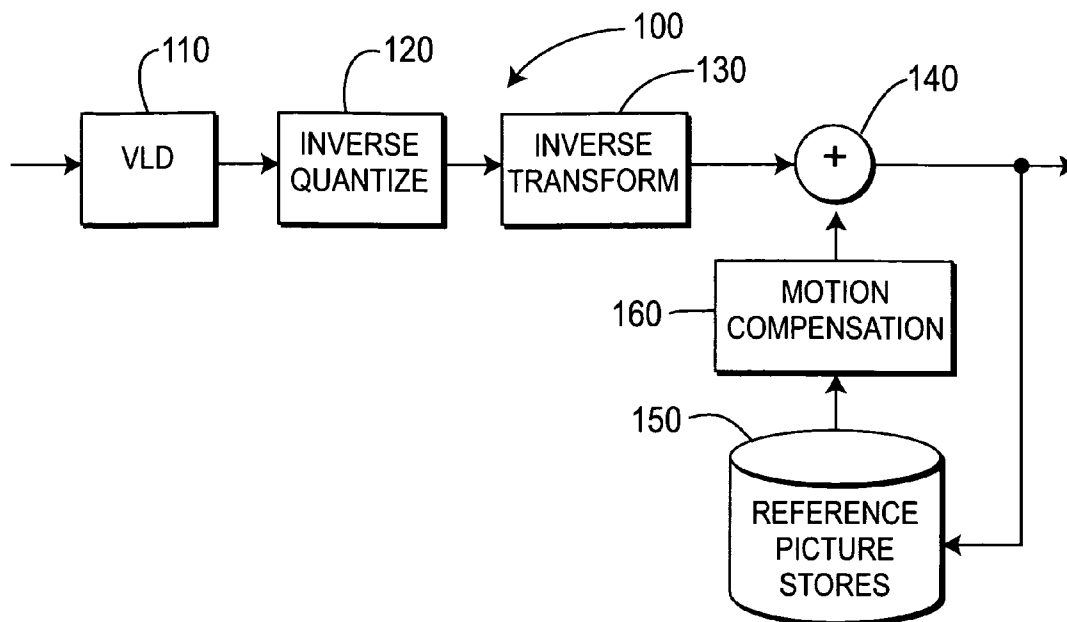 100
110
120
130
140
VLD
INVERSE
QUANTIZE
INVERSE
TRANSFORM
+
160
MOTION
COMPENSATION
150
REFERENCE
PICTURE
STORES